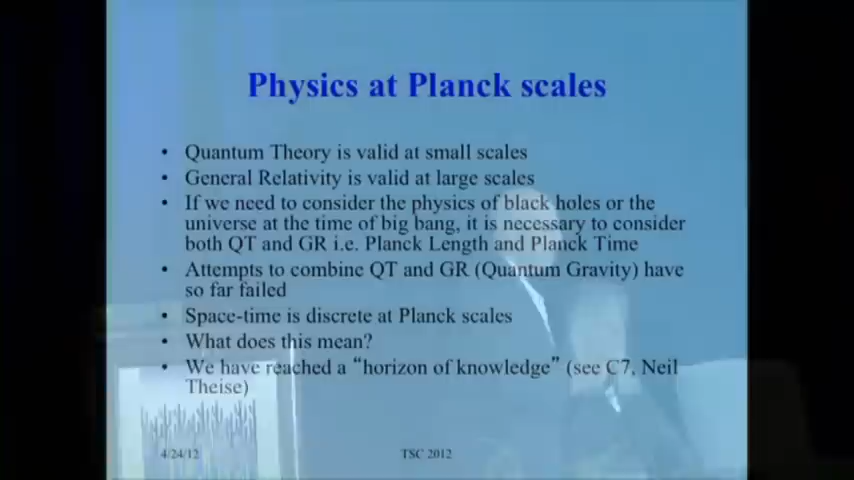 Physics at Planck scales
• Quantum Theory is valid at small scales
• General Relativity is valid at large scales
• If we need to consider the physics of black holes or the
universe at the time of big bang, it is necessary to consider
both QT and GR i.e. Planck Length and Planck Time
• Attempts to combine QT and GR (Quantum Gravity) have
so far failed
• Space-time is discrete at Planck scales
• What does this mean?
• We have reached a “horizon of knowledge” (see C7, Neil
Theise)
4/24/12
TSC 2012